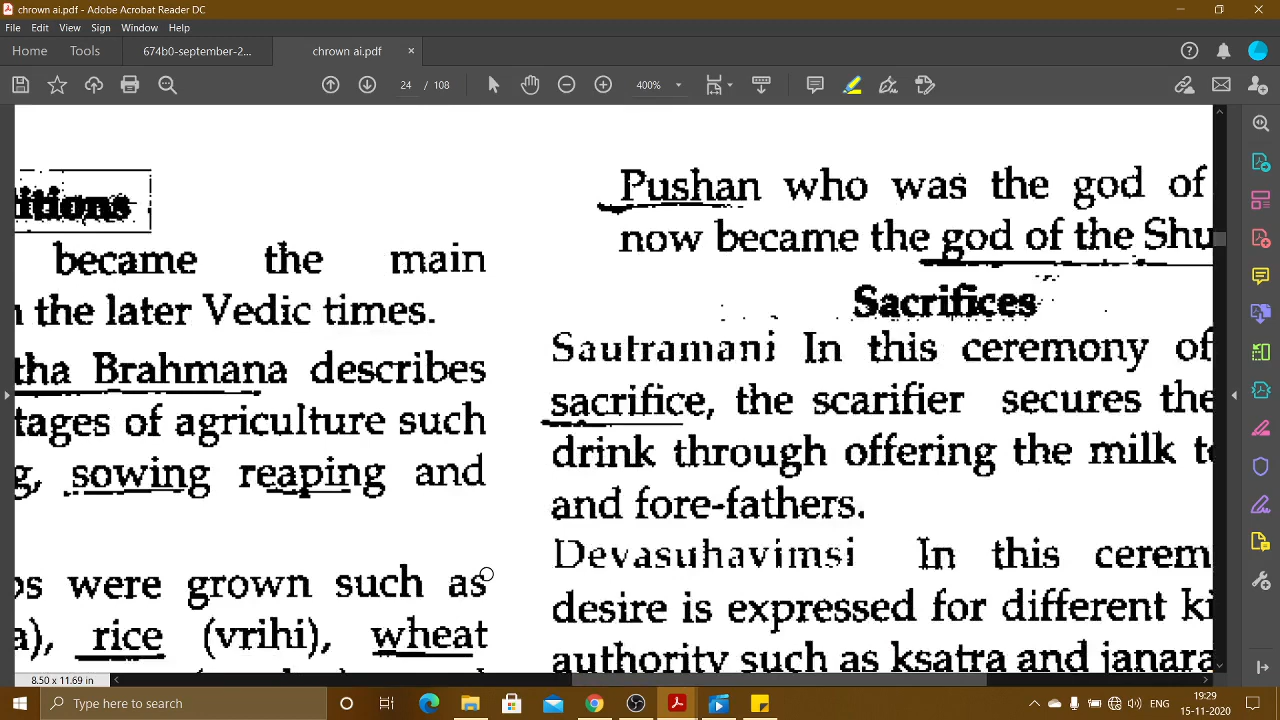 chrown ai.pdf - Adobe Acrobat Reader DC
File Edit View Sign Window Help
Home Tools 674b0-september-2... chrown ai.pdf ×
24 / 108 400%
itions
became the main
the later Vedic times.
tha Brahmana describes
tages of agriculture such
g, sowing reaping and
ps were grown such as
a), rice (vrihi), wheat
Pushan who was the god of
now became the god of the Shu
Sacrifices
Sautramani In this ceremony of
sacrifice, the scarifier secures the
drink through offering the milk t
and fore-fathers.
Devasuhavimsi In this cerem
desire is expressed for different ki
authority such as ksatra and janara
8.50 x 11.69 in
Type here to search
19:29
15-11-2020